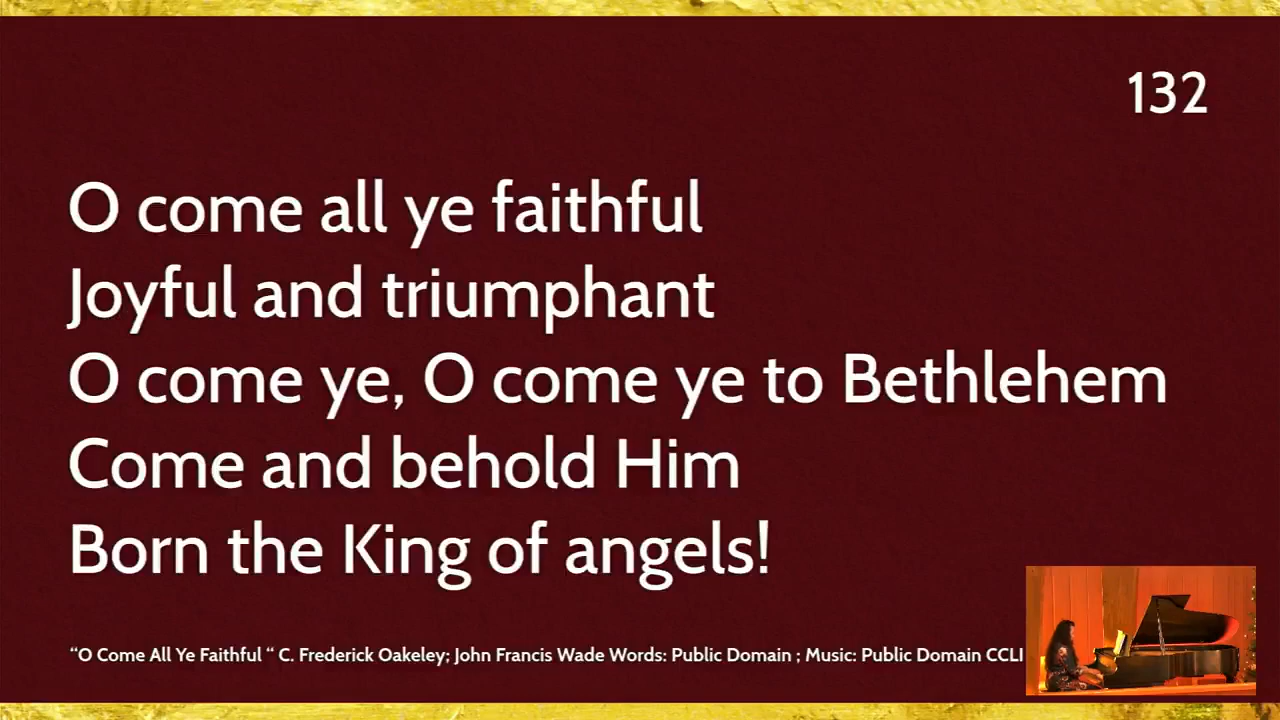 132
O come all ye faithful
Joyful and triumphant
O come ye, O come ye to Bethlehem
Come and behold Him
Born the King of angels!
“O Come All Ye Faithful “ C. Frederick Oakeley; John Francis Wade Words: Public Domain ; Music: Public Domain CCLI